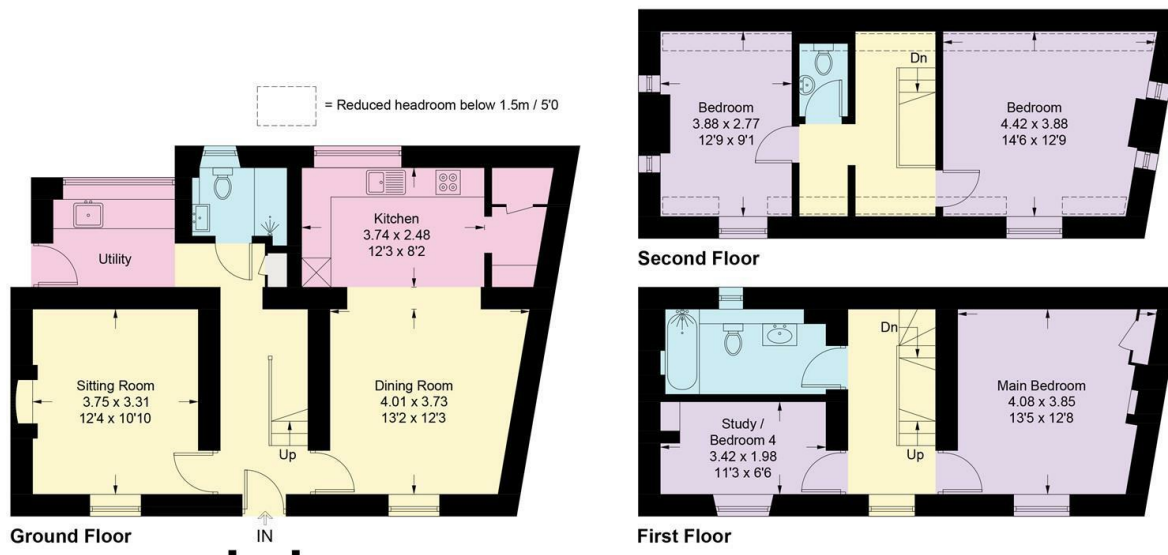 = Reduced headroom below 1.5m / 5'0
Utility
Kitchen
3.74 x 2.48
12'3 x 8'2
Sitting Room
3.75 x 3.31
12'4 x 10'10
Dining Room
4.01 x 3.73
13'2 x 12'3
Up
IN
Ground Floor
Bedroom
3.88 x 2.77
12'9 x 9'1
Dn
Bedroom
4.42 x 3.88
14'6 x 12'9
Second Floor
Dn
Main Bedroom
4.08 x 3.85
13'5 x 12'8
Study /
Bedroom 4
3.42 x 1.98
11'3 x 6'6
Up
First Floor